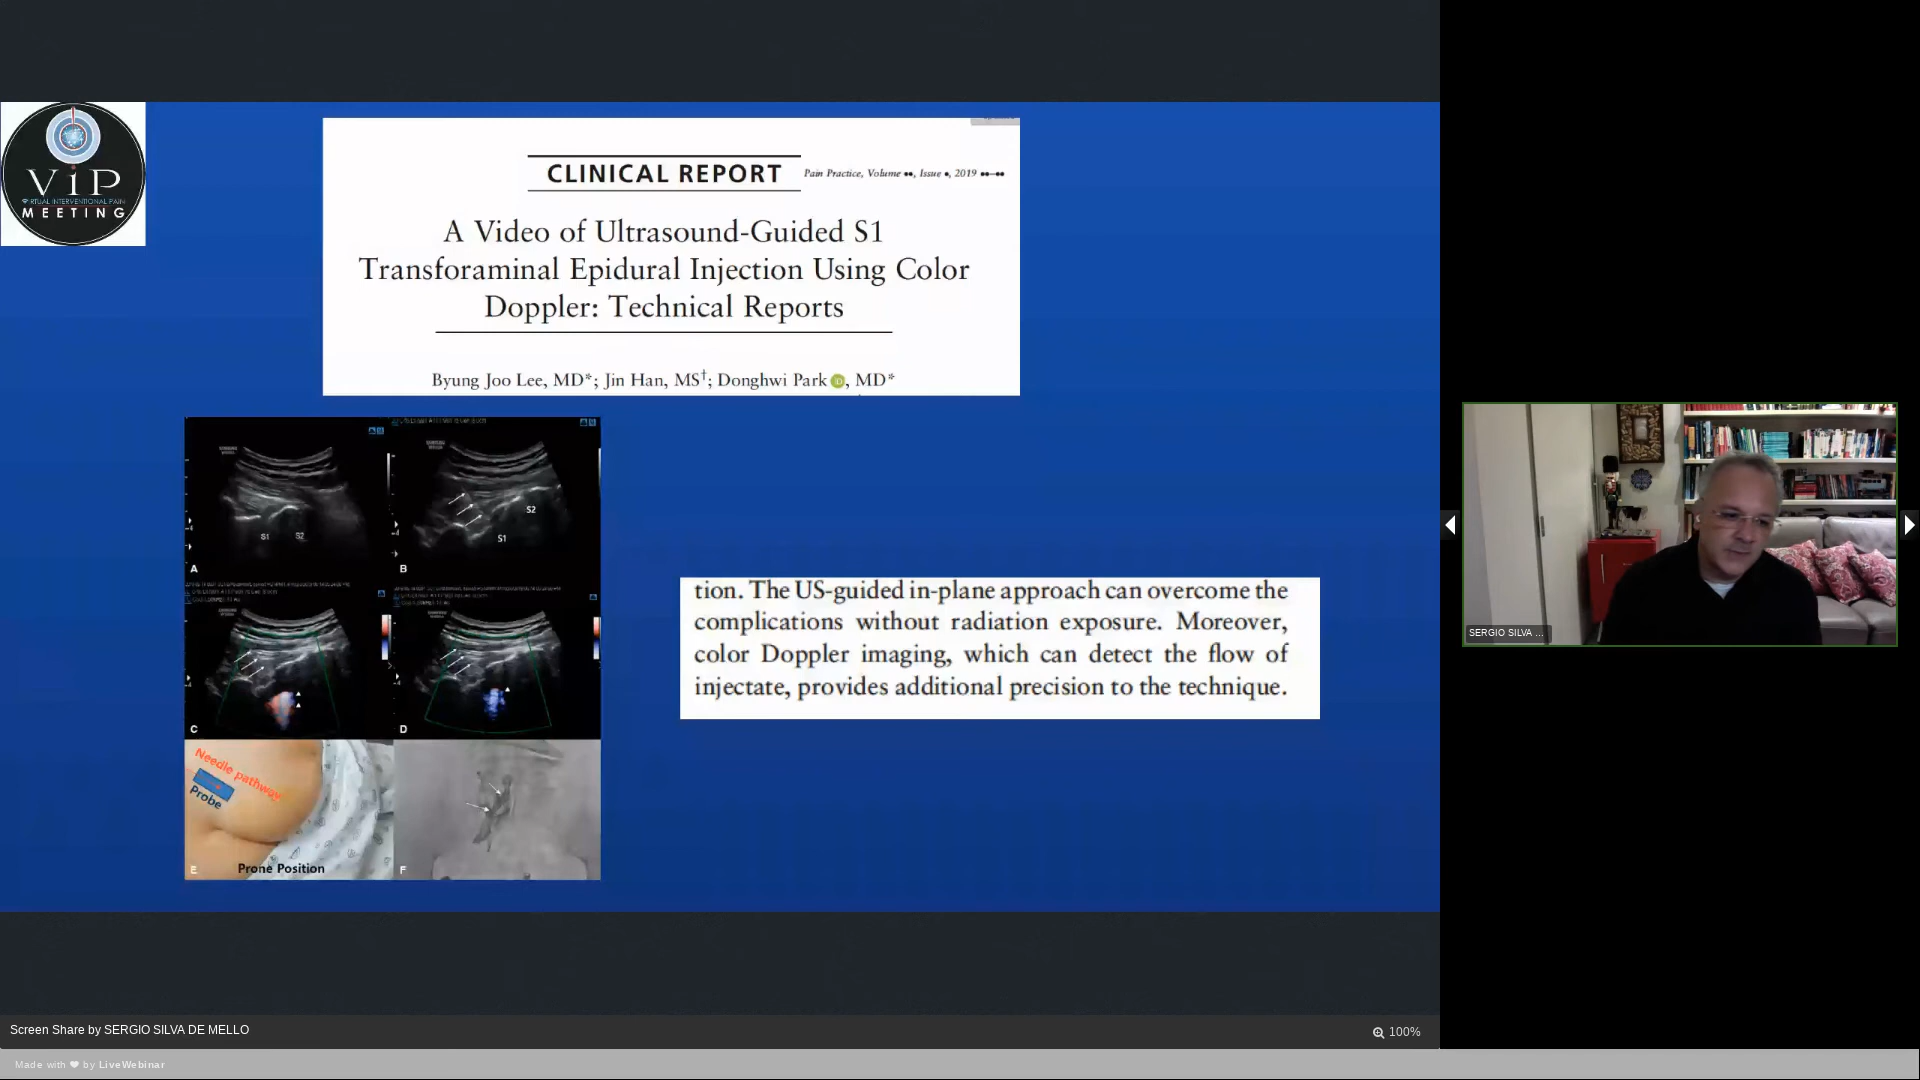 ViP
VIRTUAL INTERVENTIONAL PAIN
MEETING
CLINICAL REPORT
Pain Practice, Volume ••, Issue •, 2019 ••–••
A Video of Ultrasound-Guided S1
Transforaminal Epidural Injection Using Color
Doppler: Technical Reports
Byung Joo Lee, MD*; Jin Han, MS†; Donghwi Park iD, MD*
S1 S2
A
S2
S1
B
C
D
Needle pathway
Probe
E Prone Position
F
tion. The US-guided in-plane approach can overcome the
complications without radiation exposure. Moreover,
color Doppler imaging, which can detect the flow of
injectate, provides additional precision to the technique.
SERGIO SILVA ...
Screen Share by SERGIO SILVA DE MELLO
100%
Made with ❤ by LiveWebinar